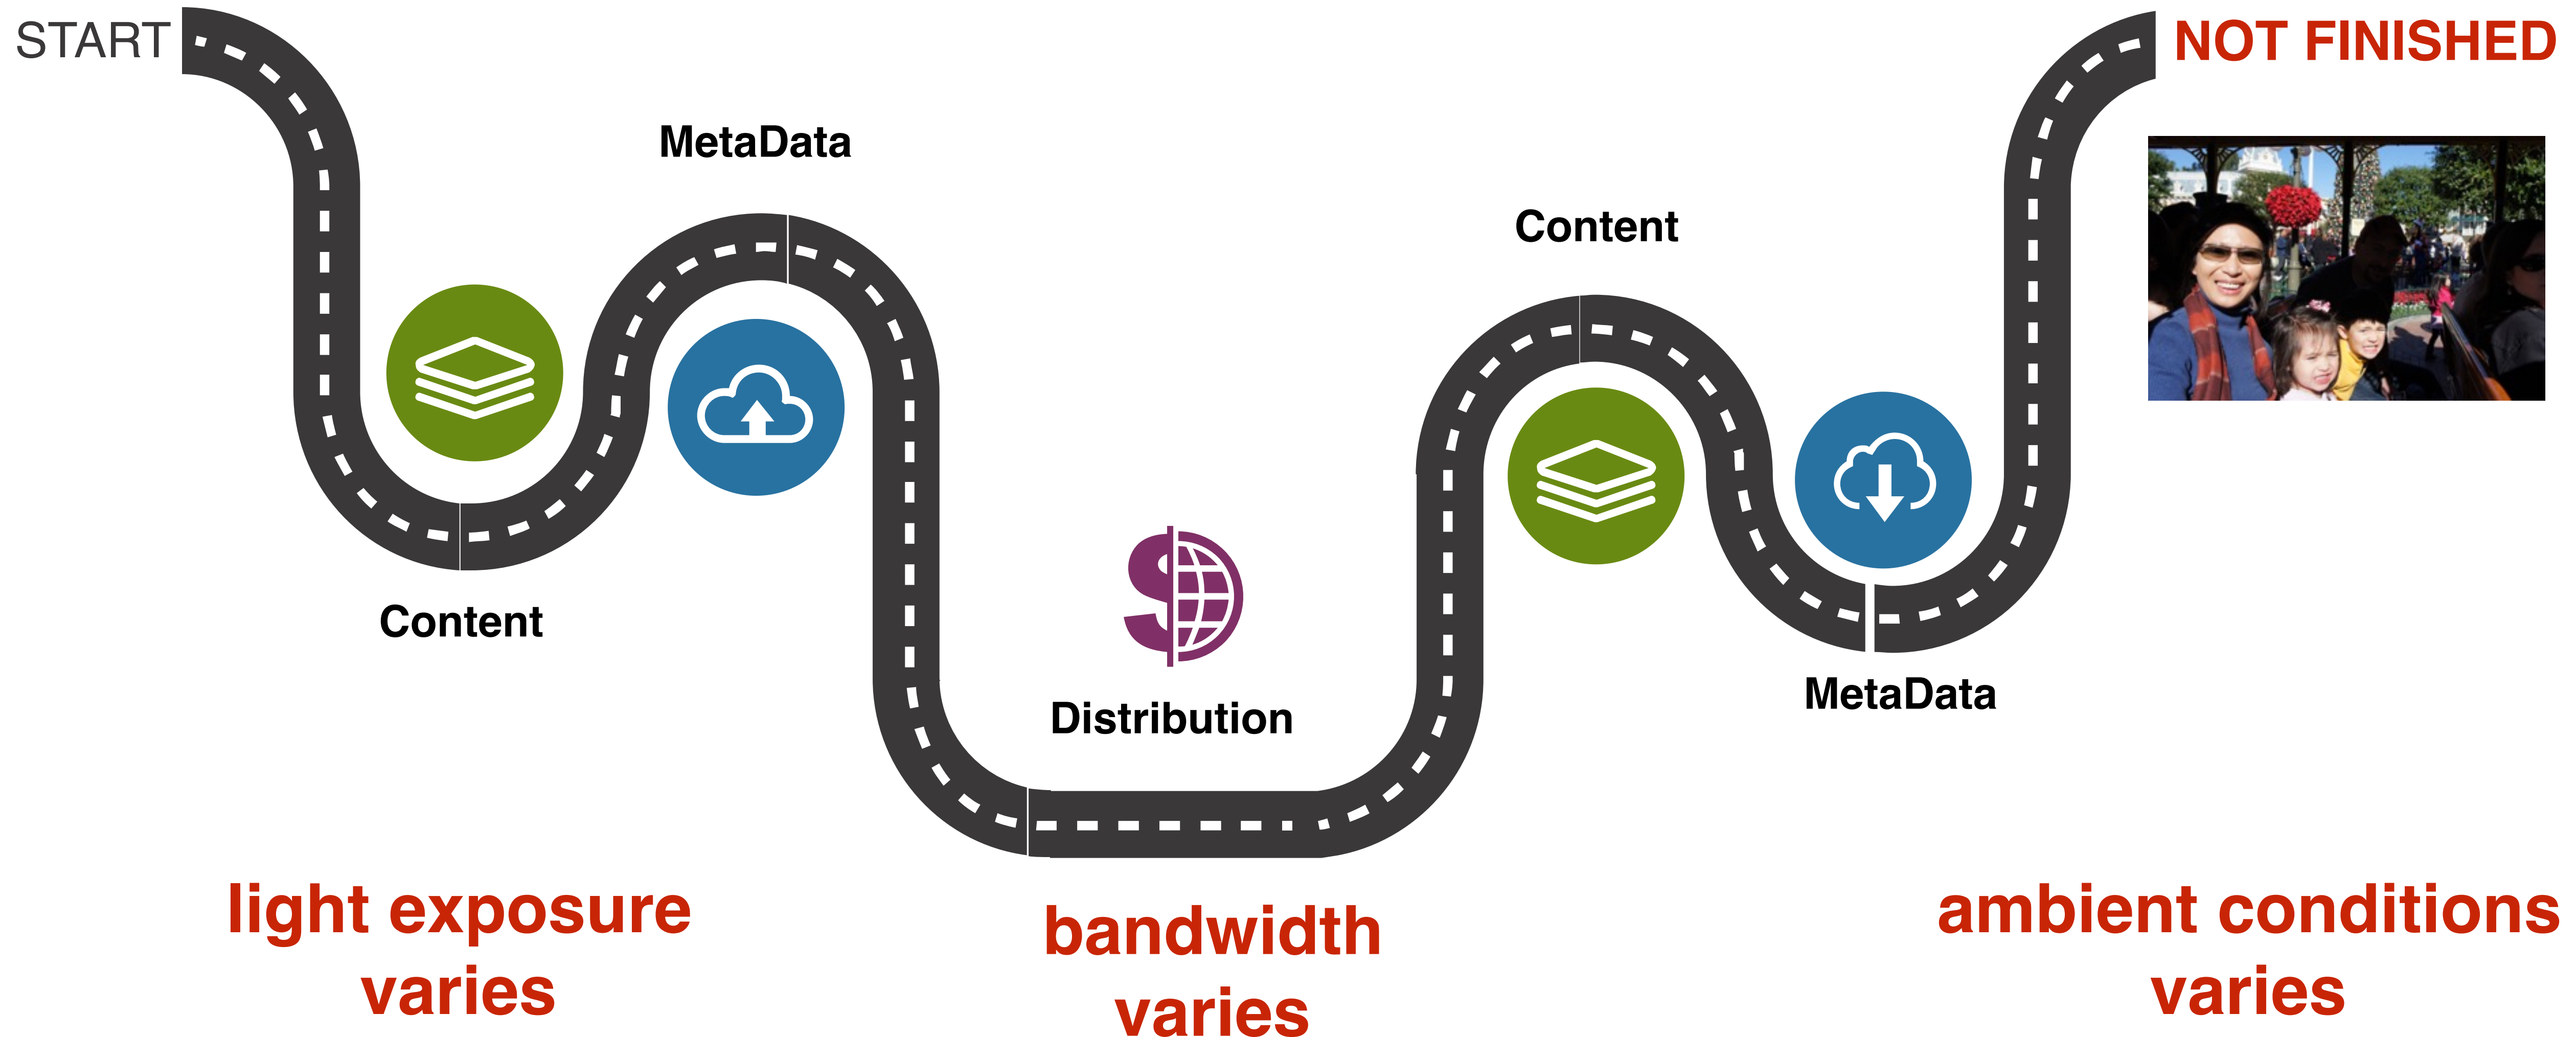 START
NOT FINISHED
MetaData
Content
Content
Distribution
MetaData
light exposure
varies
bandwidth
varies
ambient conditions
varies